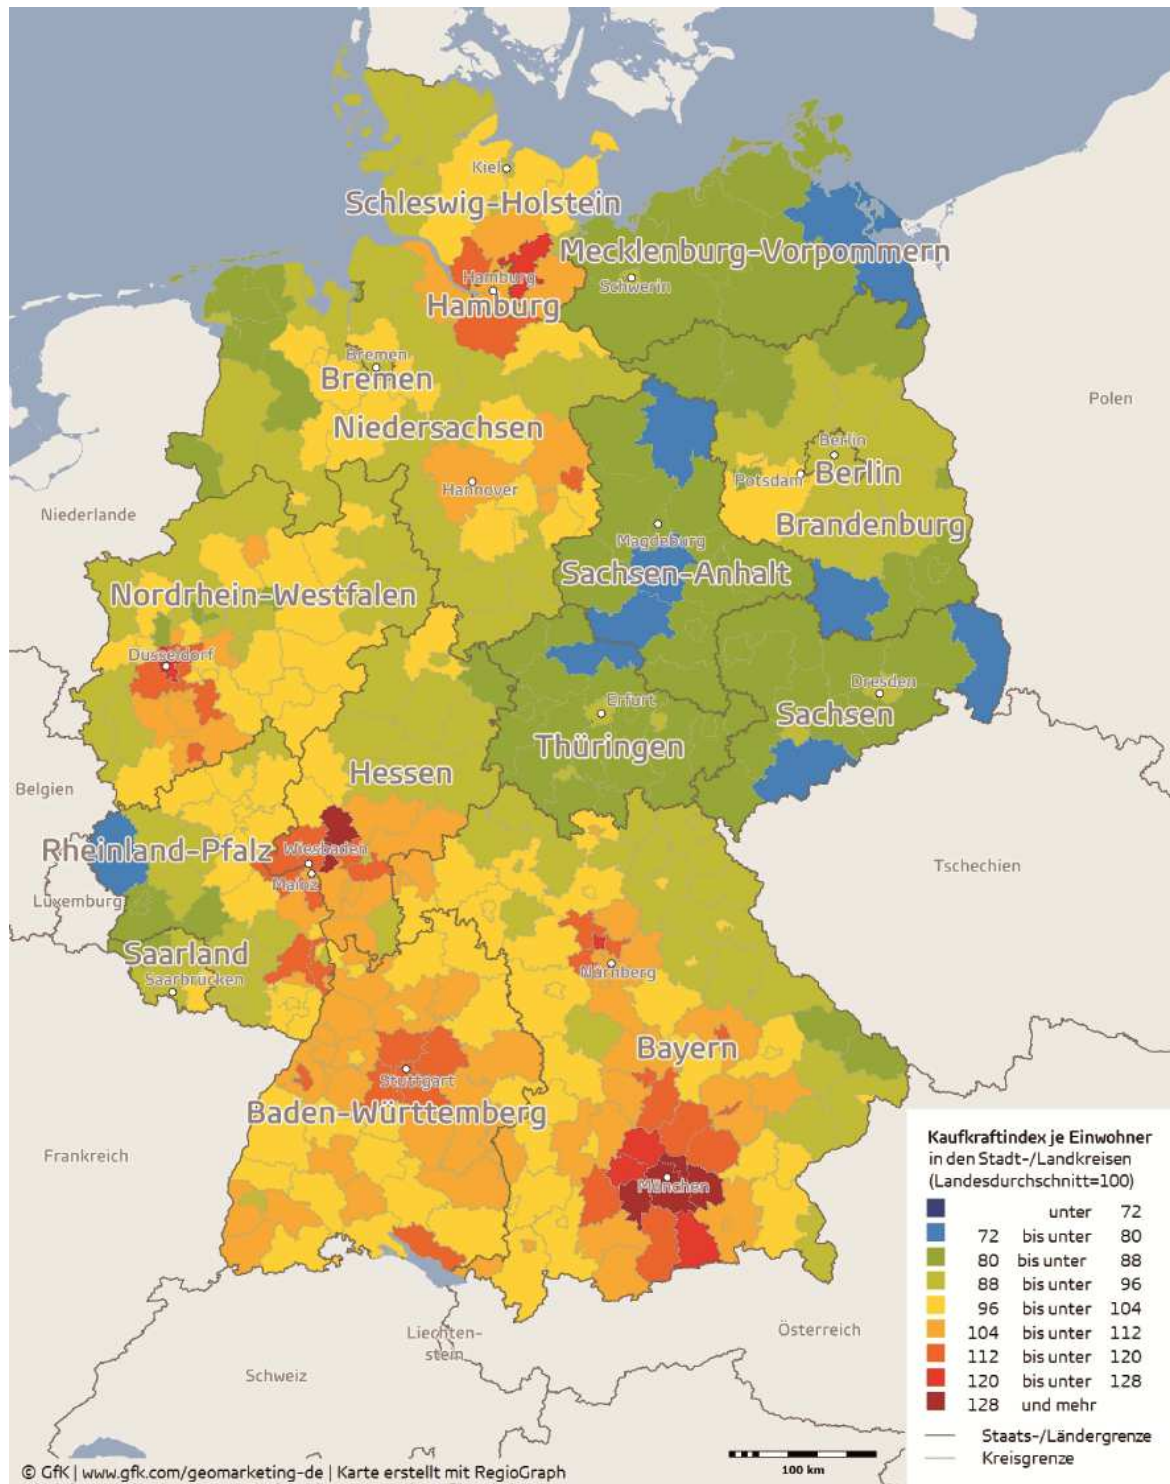 Kiel
Schleswig-Holstein
Mecklenburg-Vorpommern
Hamburg
Schwerin
Hamburg
Bremen
Bremen
Polen
Niedersachsen
Berlin
Berlin
Potsdam
Hannover
Niederlande
Brandenburg
Magdeburg
Sachsen-Anhalt
Nordrhein-Westfalen
Düsseldorf
Dresden
Erfurt
Sachsen
Thüringen
Hessen
Belgien
Rheinland-Pfalz
Wiesbaden
Tschechien
Mainz
Luxemburg
Saarland
Saarbrücken
Nürnberg
Bayern
Stuttgart
Baden-Württemberg
Frankreich
München
Liechten-
stein
Österreich
Schweiz
Kaufkraftindex je Einwohner
in den Stadt-/Landkreisen
(Landesdurchschnitt=100)
unter 72
72 bis unter 80
80 bis unter 88
88 bis unter 96
96 bis unter 104
104 bis unter 112
112 bis unter 120
120 bis unter 128
128 und mehr
Staats-/Ländergrenze
Kreisgrenze
100 km
© GfK | www.gfk.com/geomarketing-de | Karte erstellt mit RegioGraph